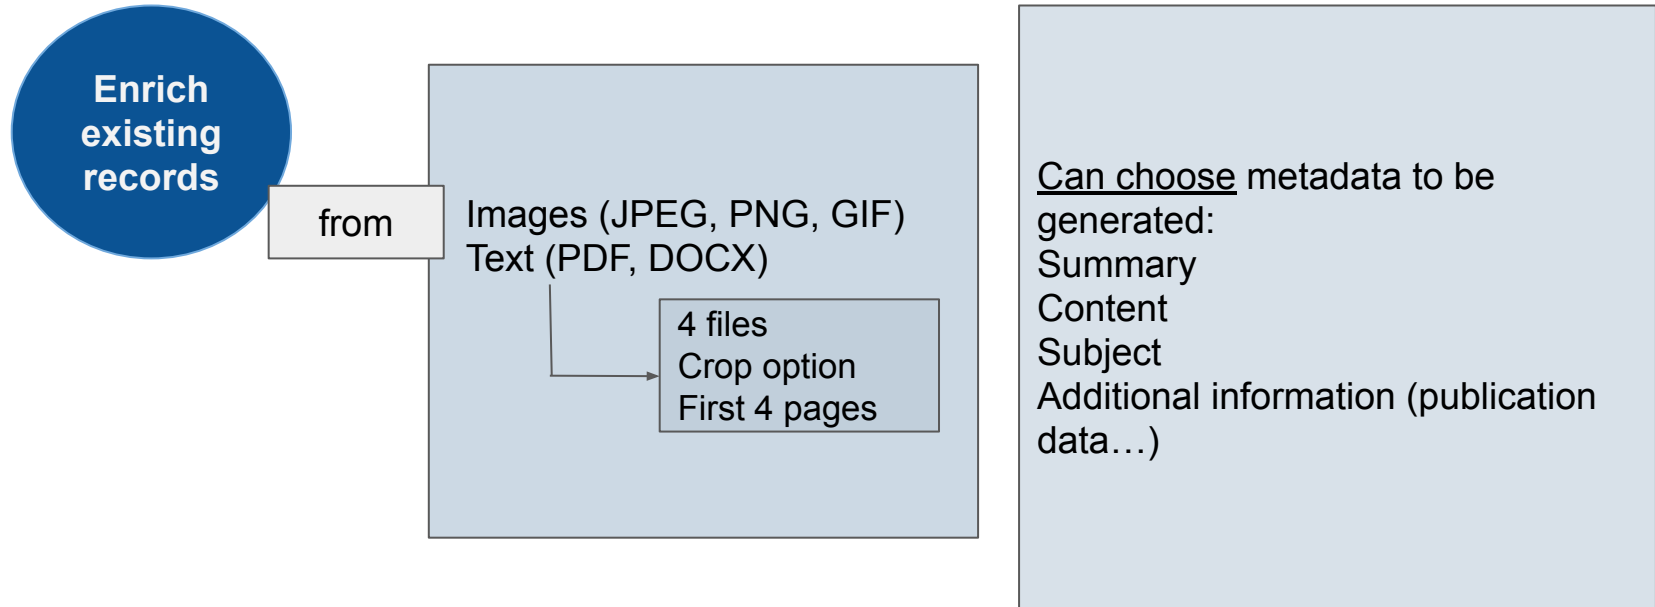 Enrich
existing
records
from
Images (JPEG, PNG, GIF)
Text (PDF, DOCX)
4 files
Crop option
First 4 pages
Can choose metadata to be
generated:
Summary
Content
Subject
Additional information (publication
data…)